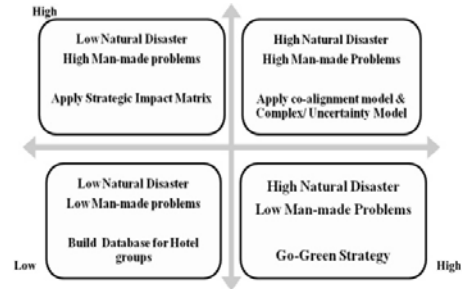 High
Low Natural Disaster
High Man-made problems
Apply Strategic Impact Matrix
High Natural Disaster
High Man-made Problems
Apply co-alignment model &
Complex/ Uncertainty Model
Low Natural Disaster
Low Man-made problems
Build Database for Hotel
groups
High Natural Disaster
Low Man-made Problems
Go-Green Strategy
Low
High